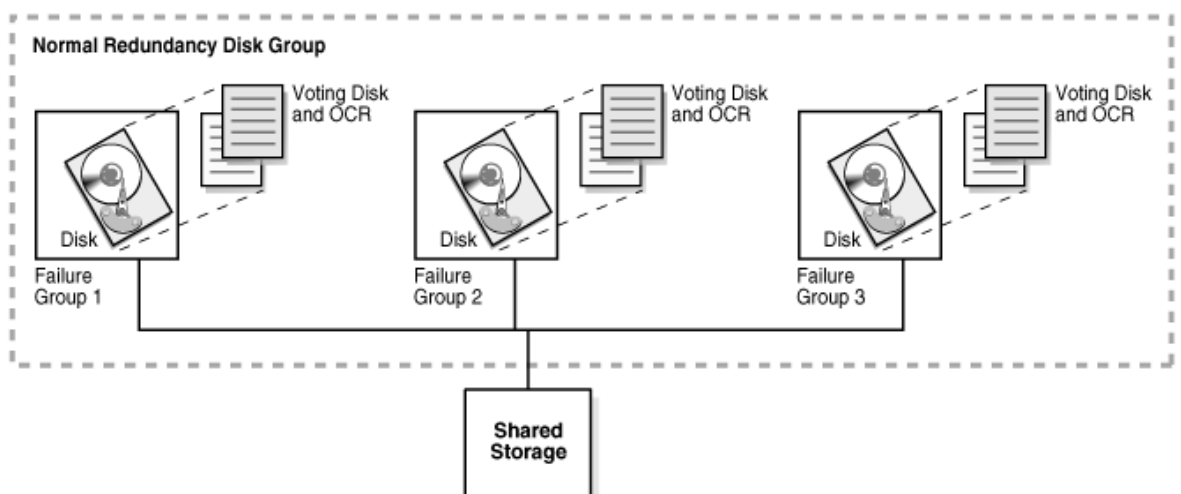 Normal Redundancy Disk Group
Voting Disk
and OCR
Disk
Failure
Group 1
Voting Disk
and OCR
Disk
Failure
Group 2
Voting Disk
and OCR
Disk
Failure
Group 3
Shared
Storage